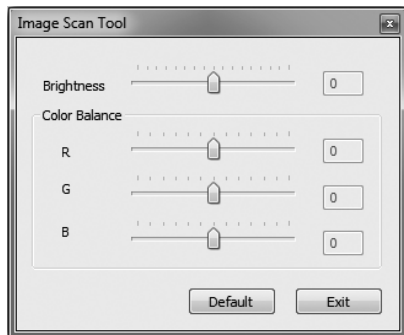 Image Scan Tool
Brightness 0
Color Balance
R 0
G 0
B 0
Default Exit